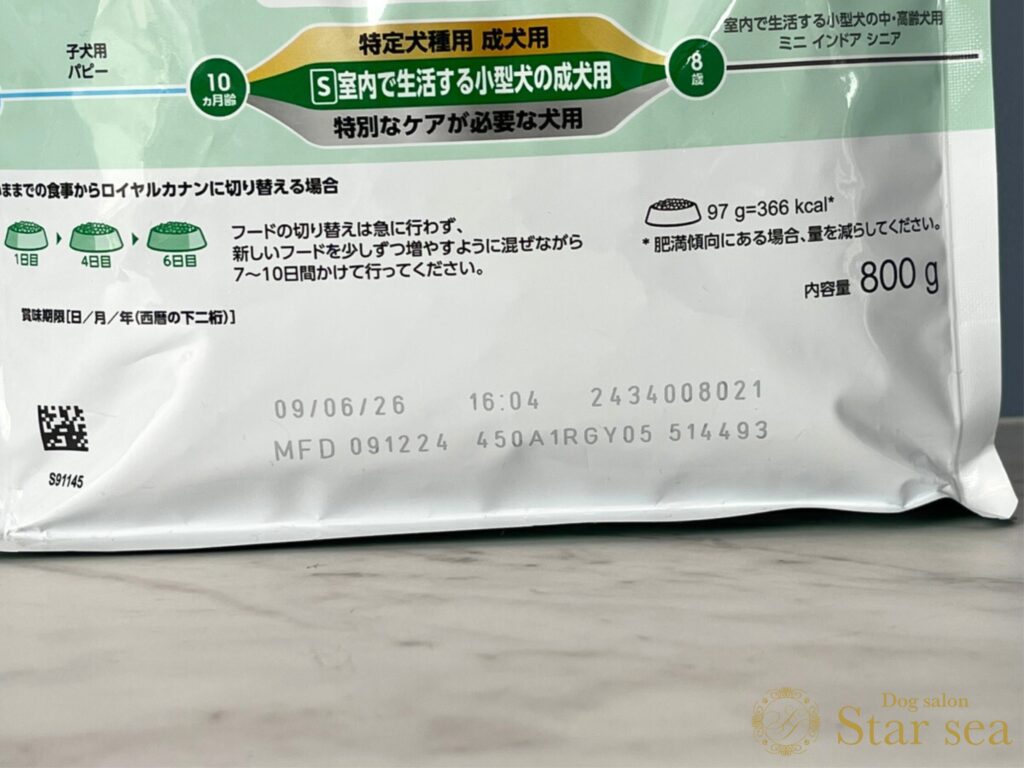 子犬用
パピー
10
カ月齢
特定犬種用 成犬用
S 室内で生活する小型犬の成犬用
特別なケアが必要な犬用
8
歳
室内で生活する小型犬の中・高齢犬用
ミニ インドア シニア
ままでの食事からロイヤルカナンに切り替える場合
1日目
4日目
6日目
フードの切り替えは急に行わず、
新しいフードを少しずつ増やすように混ぜながら
7〜10日間かけて行ってください。
97 g=366 kcal*
* 肥満傾向にある場合、量を減らしてください。
内容量 800 g
賞味期限[日/月/年(西暦の下二桁)]
09/06/26 16:04 2434008021
MFD 091224 450A1RGY05 514493
S91145
Dog salon
Star sea